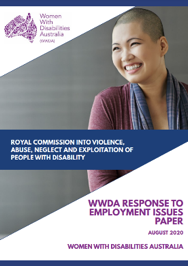 Women
With
Disabilities
Australia
(WWDA)
ROYAL COMMISSION INTO VIOLENCE,
ABUSE, NEGLECT AND EXPLOITATION OF
PEOPLE WITH DISABILITY
WWDA RESPONSE TO
EMPLOYMENT ISSUES
PAPER
AUGUST 2020
WOMEN WITH DISABILITIES AUSTRALIA